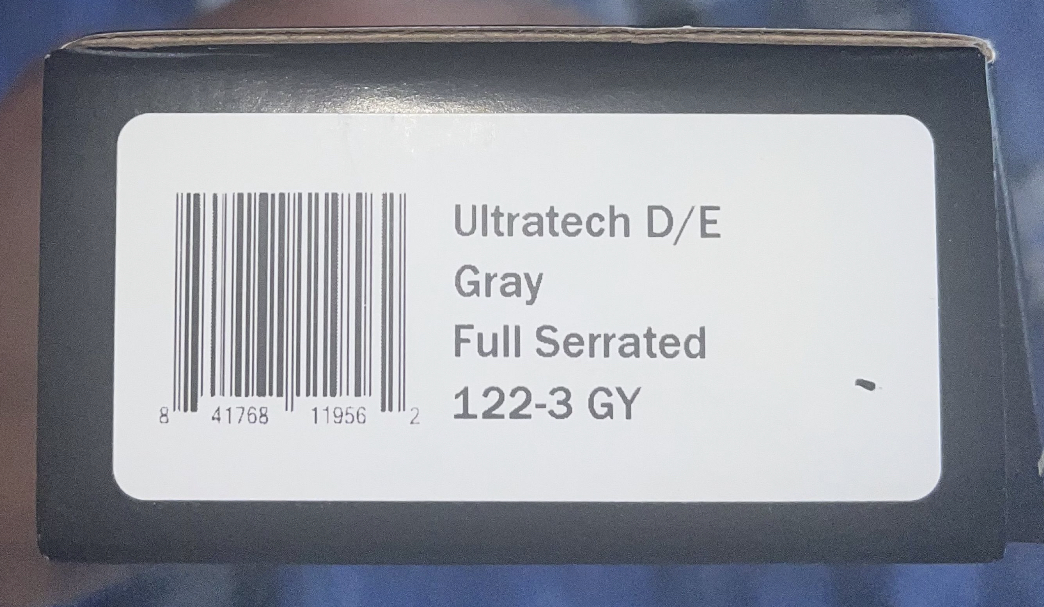 Ultratech D/E
Gray
Full Serrated
122-3 GY
8 41768 11956 2